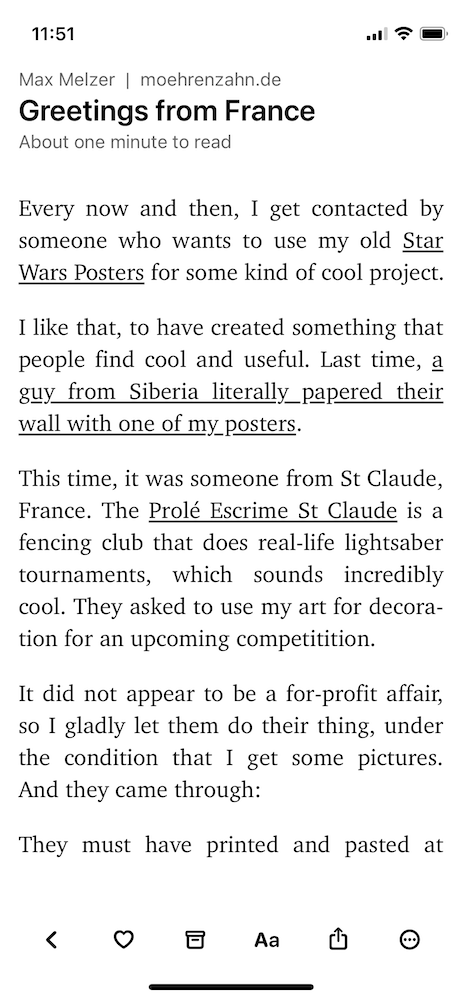 11:51
Max Melzer | moehrenzahn.de
Greetings from France
About one minute to read
Every now and then, I get contacted by
someone who wants to use my old Star
Wars Posters for some kind of cool project.
I like that, to have created something that
people find cool and useful. Last time, a
guy from Siberia literally papered their
wall with one of my posters.
This time, it was someone from St Claude,
France. The Prolé Escrime St Claude is a
fencing club that does real-life lightsaber
tournaments, which sounds incredibly
cool. They asked to use my art for decora-
tion for an upcoming competitition.
It did not appear to be a for-profit affair,
so I gladly let them do their thing, under
the condition that I get some pictures.
And they came through:
They must have printed and pasted at
Aa